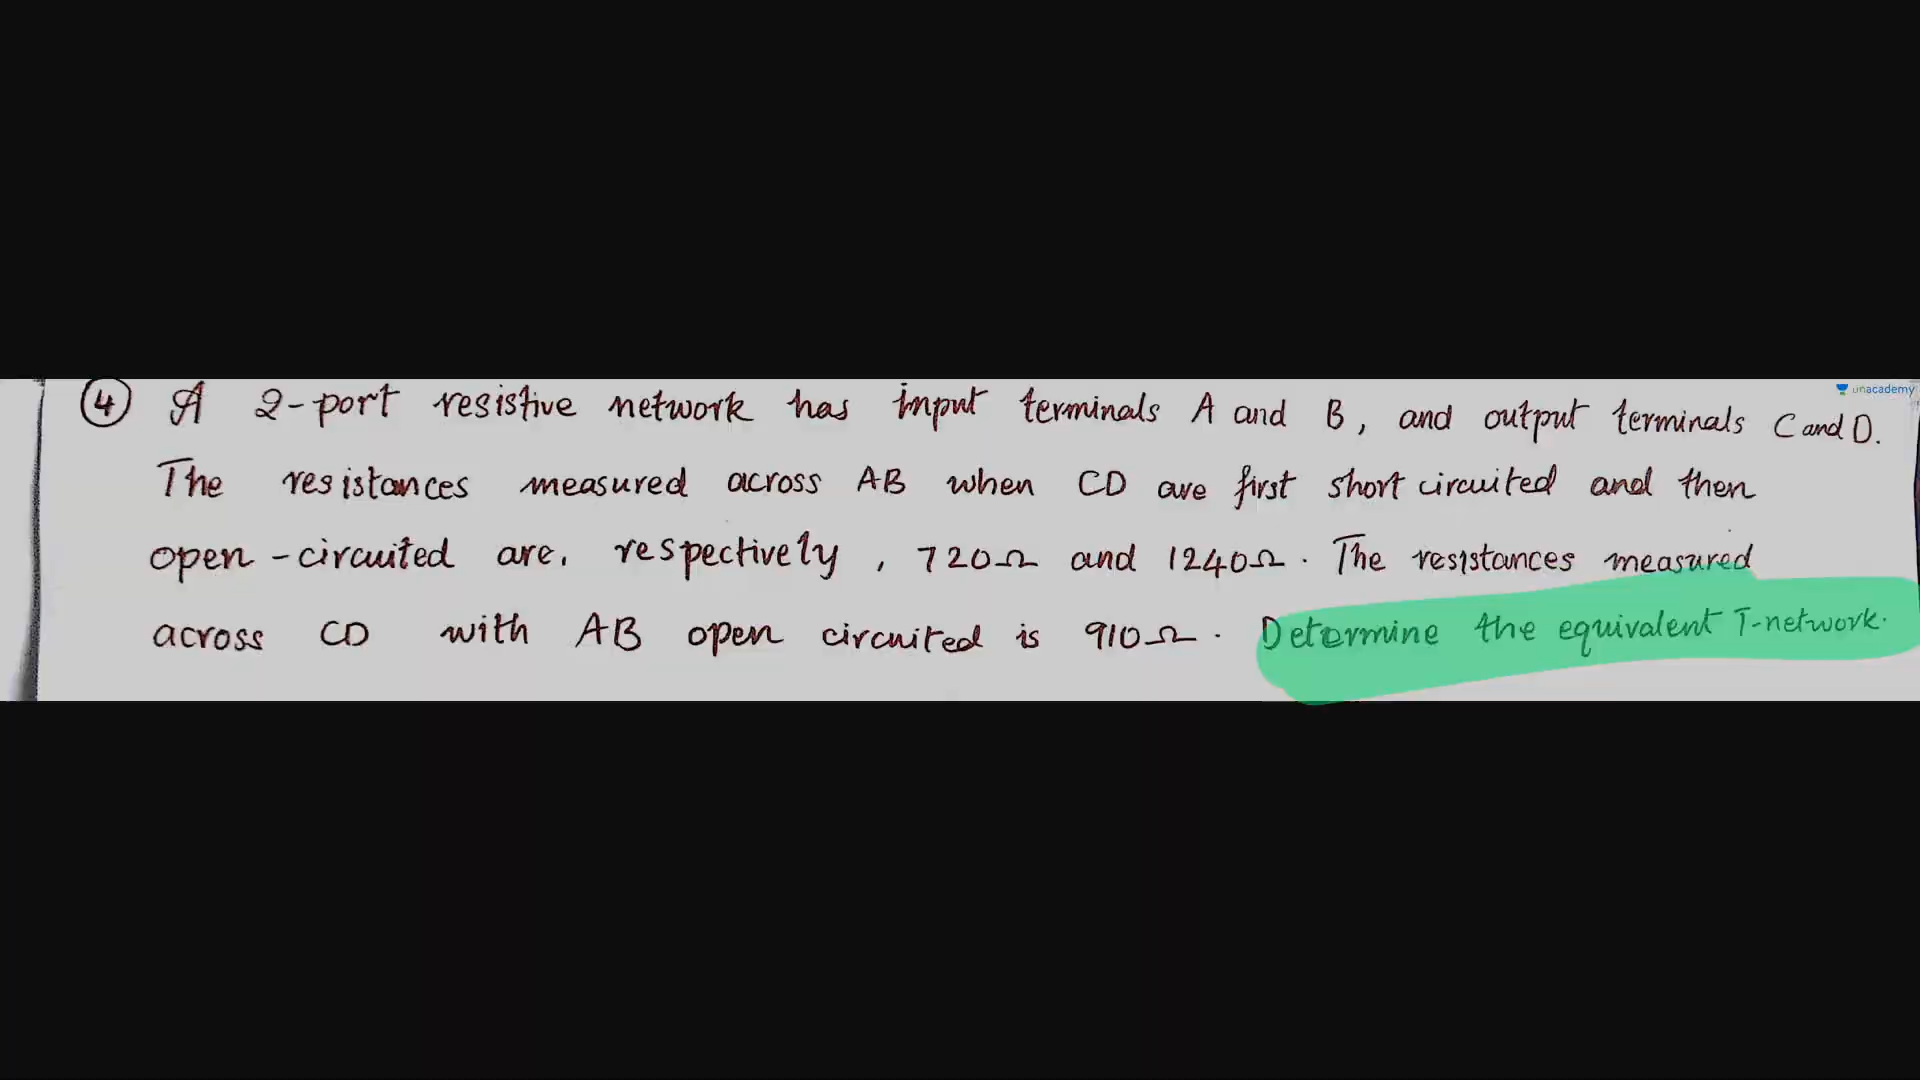 ④ A 2-port resistive network has input terminals A and B, and output terminals C and D.
unacademy
The resistances measured across AB when CD are first short circuited and then
open-circuited are. respectively, 720Ω and 1240Ω. The resistances measured
across CD with AB open circuited is 910Ω. Determine the equivalent T-network.